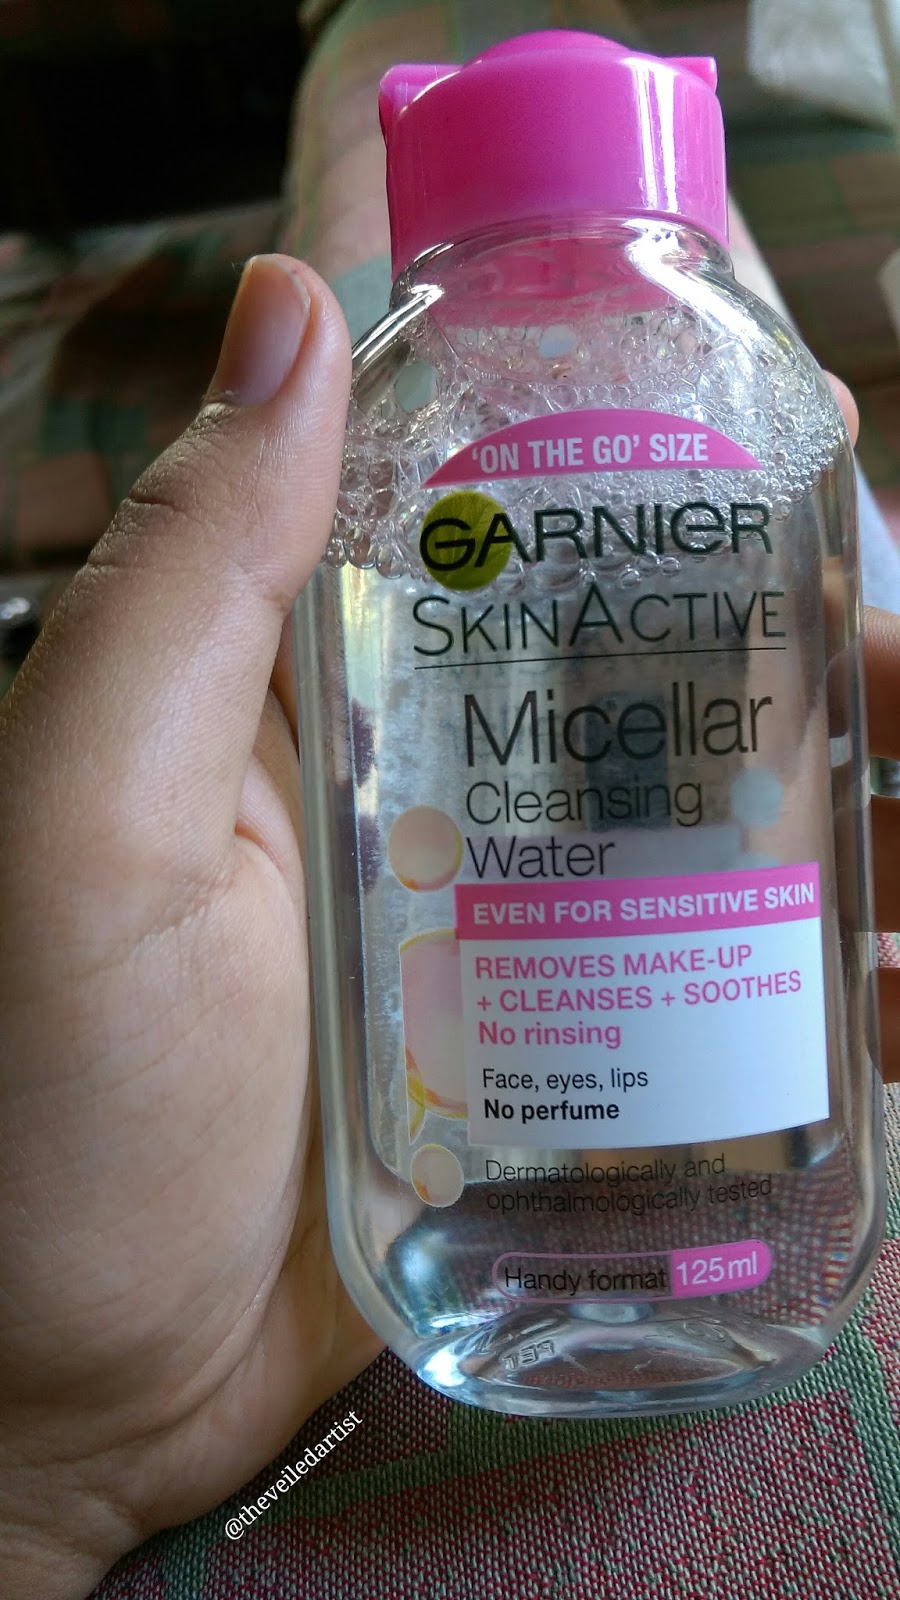 'ON THE GO' SIZE
GARNIER
SKINACTIVE
Micellar
Cleansing
Water
EVEN FOR SENSITIVE SKIN
REMOVES MAKE-UP
+ CLEANSES + SOOTHES
No rinsing
Face, eyes, lips
No perfume
Dermatologically and
ophthalmologically tested
Handy format 125ml
PET
@theveiledartist